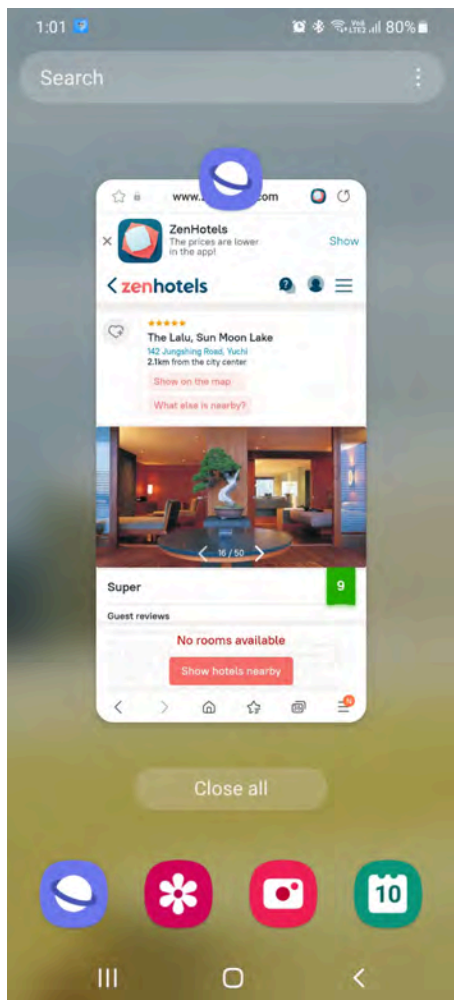 1:01
80%
Search
www.
om
ZenHotels
The prices are lower
in the app!
Show
zenhotels
The Lalu, Sun Moon Lake
142 Jungshing Road, Yuchi
2.1km from the city center
Show on the map
What else is nearby?
16 / 50
Super
9
Guest reviews
No rooms available
Show hotels nearby
Close all
10